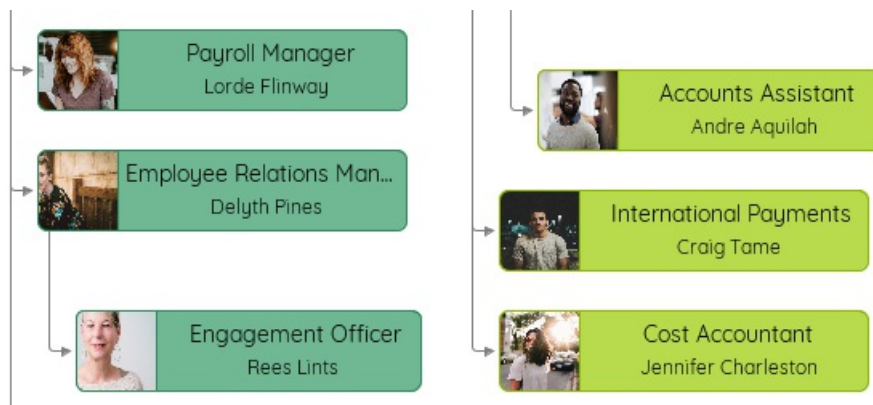 Payroll Manager
Lorde Flinway
Employee Relations Man...
Delyth Pines
Engagement Officer
Rees Lints
Accounts Assistant
Andre Aquilah
International Payments
Craig Tame
Cost Accountant
Jennifer Charleston